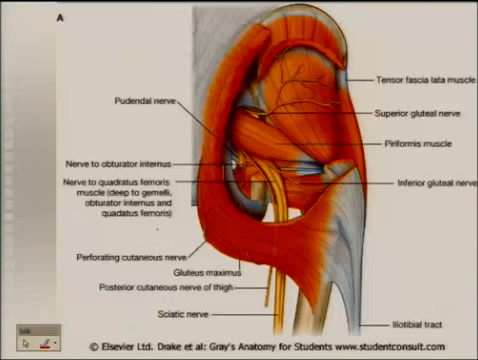 A
Tensor fascia lata muscle
Pudendal nerve
Superior gluteal nerve
Piriformis muscle
Nerve to obturator internus
Nerve to quadratus femoris
muscle (deep to gemelli,
obturator internus and
quadatus femoris)
Inferior gluteal nerve
Perforating cutaneous nerve
Gluteus maximus
Posterior cutaneous nerve of thigh
Sciatic nerve
Iliotibial tract
© Elsevier Ltd. Drake et al: Gray's Anatomy for Students www.studentconsult.com